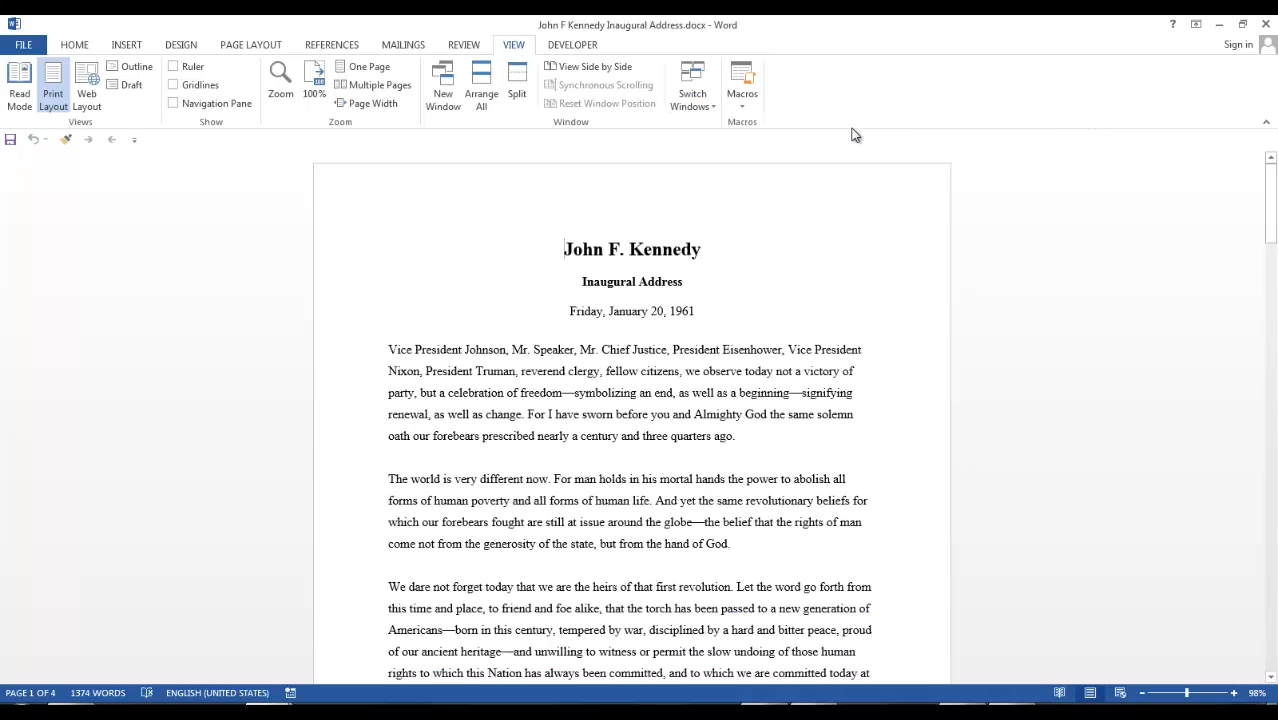 John F Kennedy Inaugural Address.docx - Word
?
FILE HOME INSERT DESIGN PAGE LAYOUT REFERENCES MAILINGS REVIEW VIEW DEVELOPER Sign in
Read Mode
Print Layout
Web Layout
Outline
Draft
Views
Ruler
Gridlines
Navigation Pane
Show
Zoom
100%
One Page
Multiple Pages
Page Width
Zoom
New Window
Arrange All
Split
View Side by Side
Synchronous Scrolling
Reset Window Position
Switch Windows
Window
Macros
Macros
John F. Kennedy
Inaugural Address
Friday, January 20, 1961
Vice President Johnson, Mr. Speaker, Mr. Chief Justice, President Eisenhower, Vice President
Nixon, President Truman, reverend clergy, fellow citizens, we observe today not a victory of
party, but a celebration of freedom—symbolizing an end, as well as a beginning—signifying
renewal, as well as change. For I have sworn before you and Almighty God the same solemn
oath our forebears prescribed nearly a century and three quarters ago.
The world is very different now. For man holds in his mortal hands the power to abolish all
forms of human poverty and all forms of human life. And yet the same revolutionary beliefs for
which our forebears fought are still at issue around the globe—the belief that the rights of man
come not from the generosity of the state, but from the hand of God.
We dare not forget today that we are the heirs of that first revolution. Let the word go forth from
this time and place, to friend and foe alike, that the torch has been passed to a new generation of
Americans—born in this century, tempered by war, disciplined by a hard and bitter peace, proud
of our ancient heritage—and unwilling to witness or permit the slow undoing of those human
rights to which this Nation has always been committed, and to which we are committed today at
PAGE 1 OF 4 1374 WORDS ENGLISH (UNITED STATES) 98%